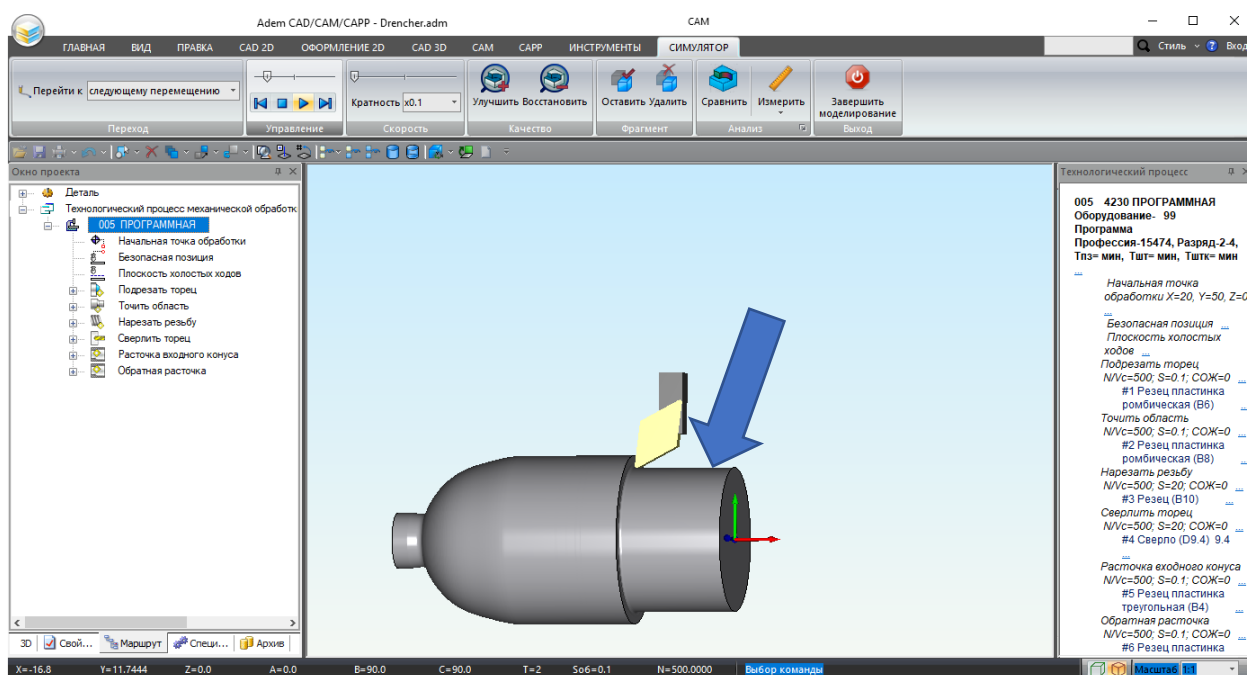 Adem CAD/CAM/CAPP - Drencher.adm
CAM
ГЛАВНАЯ ВИД ПРАВКА CAD 2D ОФОРМЛЕНИЕ 2D CAD 3D CAM CAPP ИНСТРУМЕНТЫ СИМУЛЯТОР
Стиль ? Вход
Перейти к следующему перемещению
Кратность x0.1
Улучшить Восстановить
Оставить Удалить
Сравнить Измерить
Завершить
моделирование
Переход Управление Скорость Качество Фрагмент Анализ Выход
Окно проекта
Деталь
Технологический процесс механической обработк
005 ПРОГРАММНАЯ
Начальная точка обработки
Безопасная позиция
Плоскость холостых ходов
Подрезать торец
Точить область
Нарезать резьбу
Сверлить торец
Расточка входного конуса
Обратная расточка
3D Свой... Маршрут Специ... Архив
Технологический процесс
005 4230 ПРОГРАММНАЯ
Оборудование- 99
Программа
Профессия-15474, Разряд-2-4,
Тпз= мин, Тшт= мин, Тштк= мин
...
Начальная точка
обработки X=20, Y=50, Z=0
...
Безопасная позиция ...
Плоскость холостых
ходов ...
Подрезать торец
N/Vc=500; S=0.1; СОЖ=0 ...
#1 Резец пластинка
ромбическая (В6) ...
Точить область
N/Vc=500; S=0.1; СОЖ=0 ...
#2 Резец пластинка
ромбическая (В8) ...
Нарезать резьбу
N/Vc=500; S=20; СОЖ=0 ...
#3 Резец (В10) ...
Сверлить торец
N/Vc=500; S=20; СОЖ=0 ...
#4 Сверло (D9.4) 9.4
...
Расточка входного конуса
N/Vc=500; S=0.1; СОЖ=0 ...
#5 Резец пластинка
треугольная (В4) ...
Обратная расточка
N/Vc=500; S=0.1; СОЖ=0 ...
#6 Резец пластинка
X=-16.8 Y=11.7444 Z=0.0 A=0.0 B=90.0 C=90.0 T=2 So6=0.1 N=500.0000 Выбор команды
Масштаб 1:1